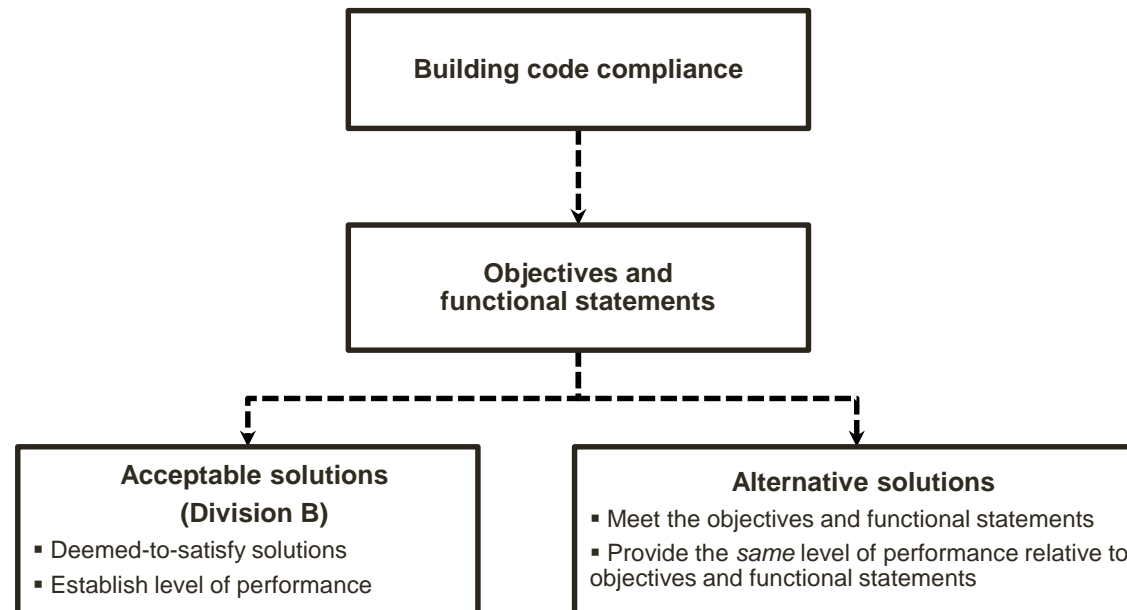 Building code compliance
Objectives and
functional statements
Acceptable solutions
(Division B)
▪ Deemed-to-satisfy solutions
▪ Establish level of performance
Alternative solutions
▪ Meet the objectives and functional statements
▪ Provide the same level of performance relative to
objectives and functional statements